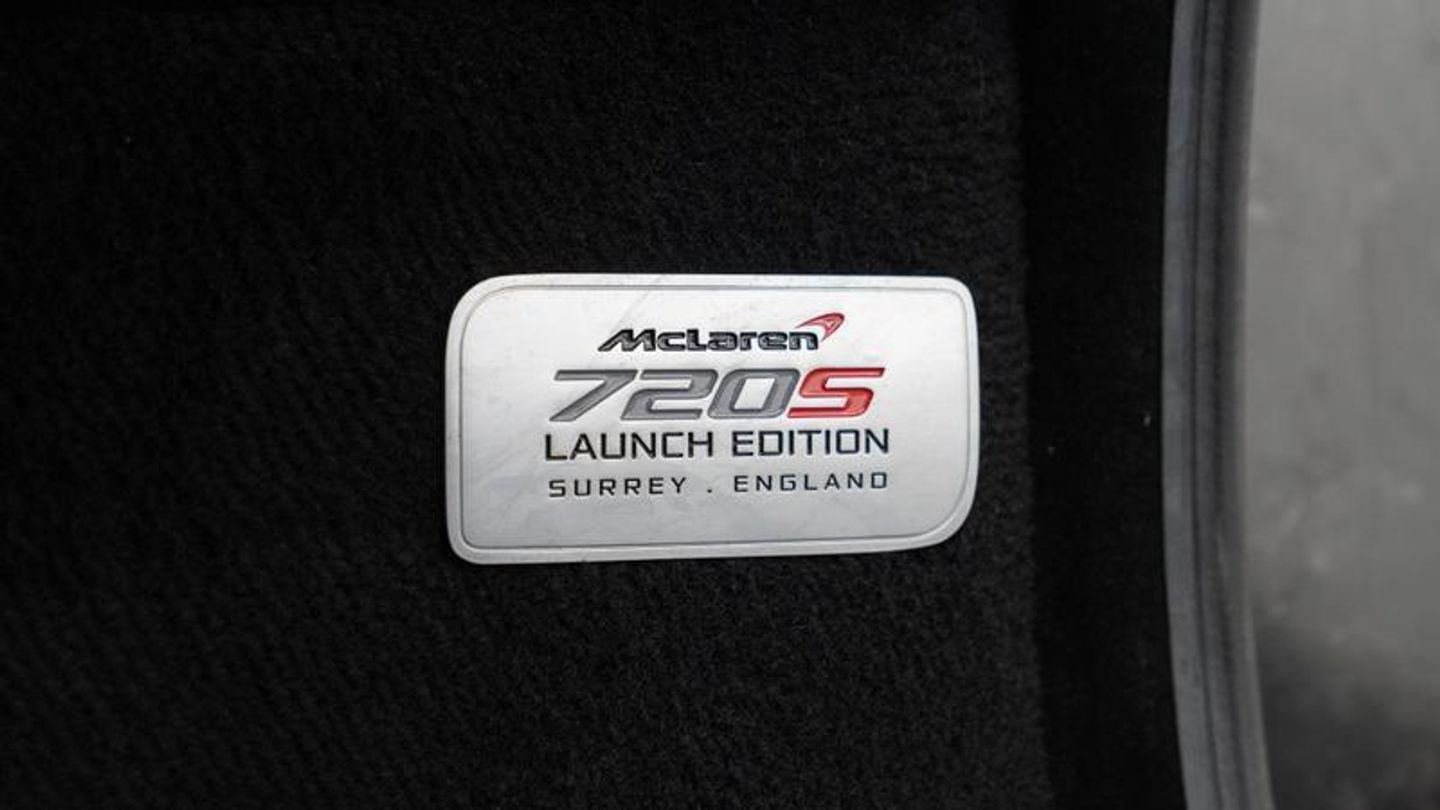 McLaren
720S
LAUNCH EDITION
SURREY . ENGLAND